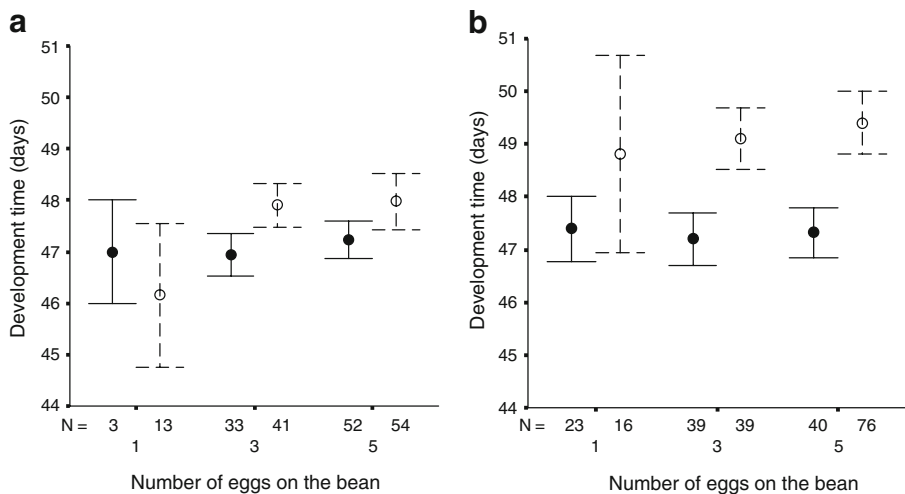 a
51
50
49
48
47
46
45
44
Development time (days)
N = 3 13 33 41 52 54
1 3 5
Number of eggs on the bean
b
51
50
49
48
47
46
45
44
Development time (days)
N = 23 16 39 39 40 76
1 3 5
Number of eggs on the bean